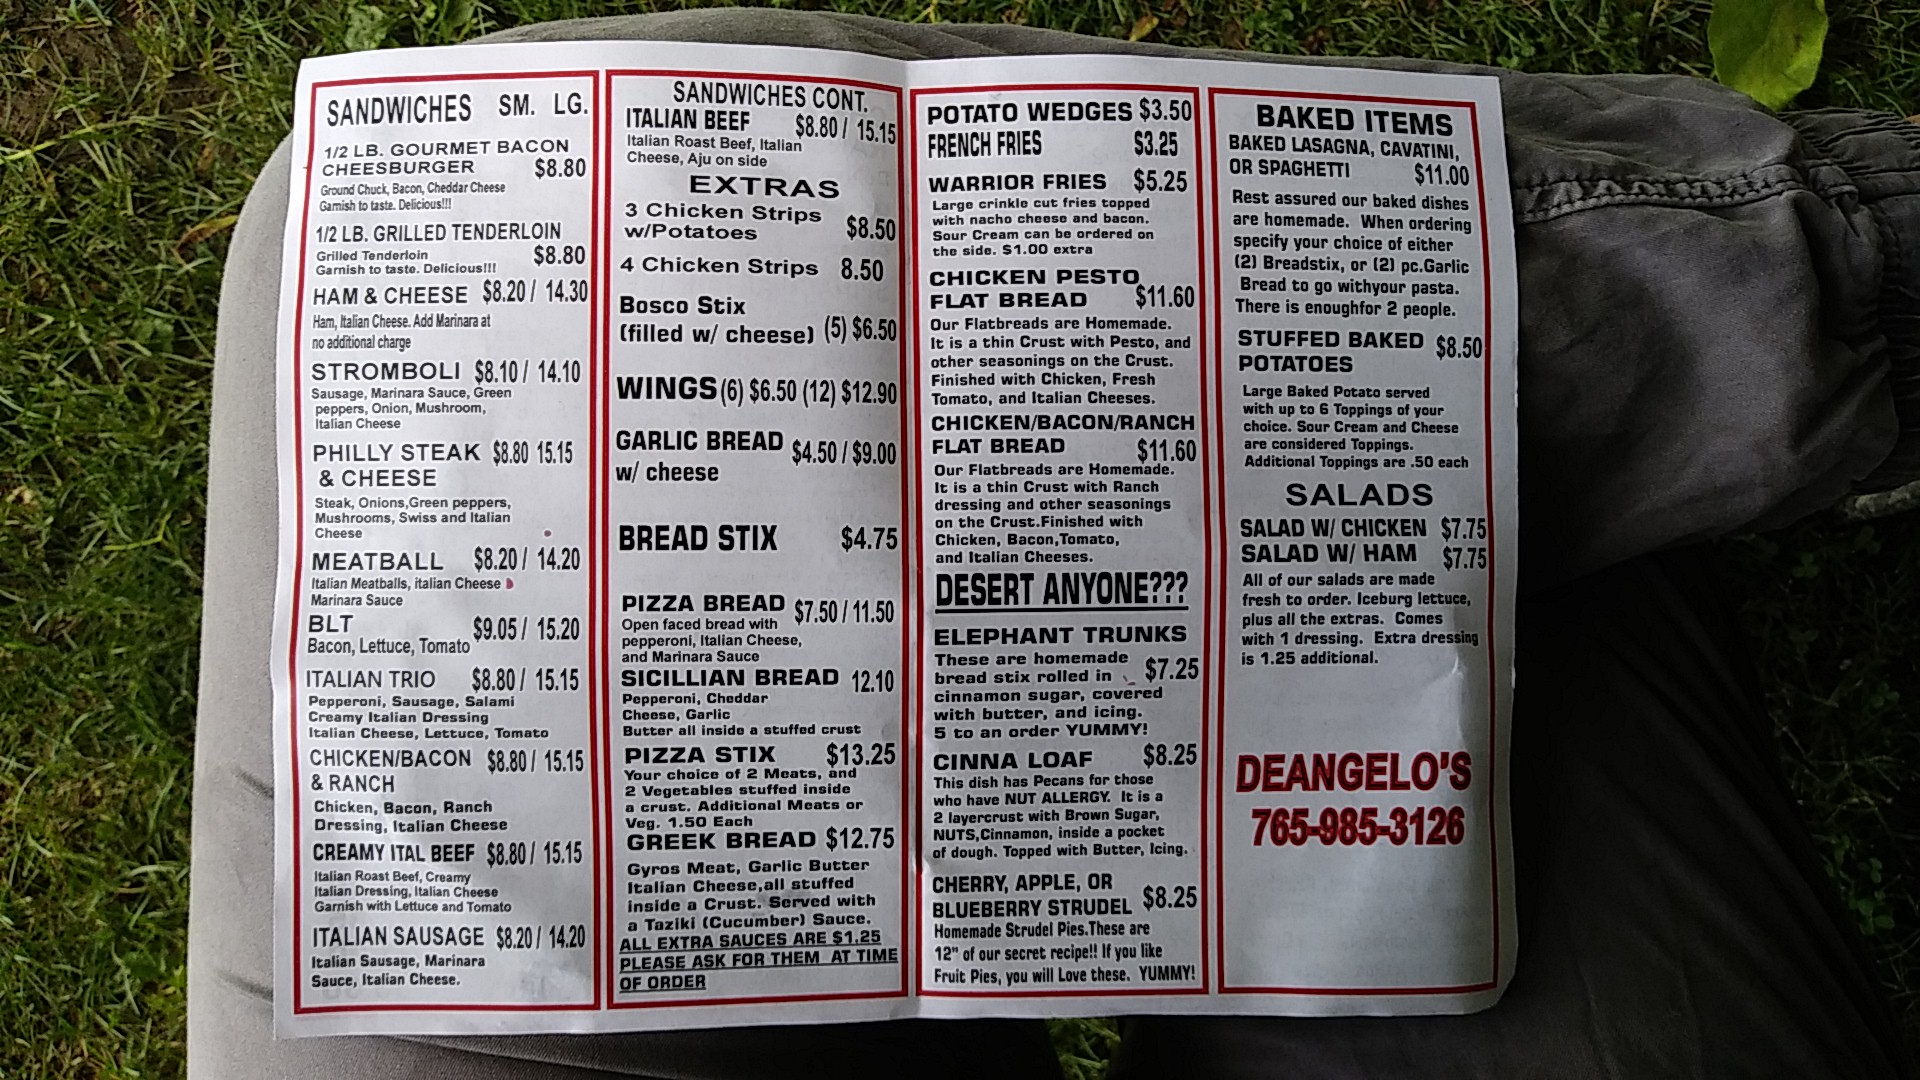 SANDWICHES SM. LG.
1/2 LB. GOURMET BACON
CHEESBURGER $8.80
Ground Chuck, Bacon, Cheddar Cheese
Garnish to taste. Delicious!!!
1/2 LB. GRILLED TENDERLOIN
Grilled Tenderloin $8.80
Garnish to taste. Delicious!!!
HAM & CHEESE $8.20 / 14.30
Ham, Italian Cheese. Add Marinara at
no additional charge
STROMBOLI $8.10 / 14.10
Sausage, Marinara Sauce, Green
peppers, Onion, Mushroom,
Italian Cheese
PHILLY STEAK $8.80 15.15
& CHEESE
Steak, Onions,Green peppers,
Mushrooms, Swiss and Italian
Cheese
MEATBALL $8.20 / 14.20
Italian Meatballs, italian Cheese
Marinara Sauce
BLT $9.05 / 15.20
Bacon, Lettuce, Tomato
ITALIAN TRIO $8.80 / 15.15
Pepperoni, Sausage, Salami
Creamy Italian Dressing
Italian Cheese, Lettuce, Tomato
CHICKEN/BACON $8.80 / 15.15
& RANCH
Chicken, Bacon, Ranch
Dressing, Italian Cheese
CREAMY ITAL BEEF $8.80 / 15.15
Italian Roast Beef, Creamy
Italian Dressing, Italian Cheese
Garnish with Lettuce and Tomato
ITALIAN SAUSAGE $8.20 / 14.20
Italian Sausage, Marinara
Sauce, Italian Cheese.
SANDWICHES CONT.
ITALIAN BEEF $8.80 / 15.15
Italian Roast Beef, Italian
Cheese, Aju on side
EXTRAS
3 Chicken Strips
w/Potatoes $8.50
4 Chicken Strips 8.50
Bosco Stix
(filled w/ cheese) (5) $6.50
WINGS (6) $6.50 (12) $12.90
GARLIC BREAD $4.50 / $9.00
w/ cheese
BREAD STIX $4.75
PIZZA BREAD $7.50 / 11.50
Open faced bread with
pepperoni, Italian Cheese,
and Marinara Sauce
SICILLIAN BREAD 12.10
Pepperoni, Cheddar
Cheese, Garlic
Butter all inside a stuffed crust
PIZZA STIX $13.25
Your choice of 2 Meats, and
2 Vegetables stuffed inside
a crust. Additional Meats or
Veg. 1.50 Each
GREEK BREAD $12.75
Gyros Meat, Garlic Butter
Italian Cheese,all stuffed
inside a Crust. Served with
a Taziki (Cucumber) Sauce.
ALL EXTRA SAUCES ARE $1.25
PLEASE ASK FOR THEM AT TIME
OF ORDER
POTATO WEDGES $3.50
FRENCH FRIES $3.25
WARRIOR FRIES $5.25
Large crinkle cut fries topped
with nacho cheese and bacon.
Sour Cream can be ordered on
the side. $1.00 extra
CHICKEN PESTO
FLAT BREAD $11.60
Our Flatbreads are Homemade.
It is a thin Crust with Pesto, and
other seasonings on the Crust.
Finished with Chicken, Fresh
Tomato, and Italian Cheeses.
CHICKEN/BACON/RANCH
FLAT BREAD $11.60
Our Flatbreads are Homemade.
It is a thin Crust with Ranch
dressing and other seasonings
on the Crust.Finished with
Chicken, Bacon,Tomato,
and Italian Cheeses.
DESERT ANYONE???
ELEPHANT TRUNKS
These are homemade $7.25
bread stix rolled in
cinnamon sugar, covered
with butter, and icing.
5 to an order YUMMY!
CINNA LOAF $8.25
This dish has Pecans for those
who have NUT ALLERGY. It is a
2 layercrust with Brown Sugar,
NUTS,Cinnamon, inside a pocket
of dough. Topped with Butter, Icing.
CHERRY, APPLE, OR
BLUEBERRY STRUDEL $8.25
Homemade Strudel Pies.These are
12" of our secret recipe!! If you like
Fruit Pies, you will Love these. YUMMY!
BAKED ITEMS
BAKED LASAGNA, CAVATINI,
OR SPAGHETTI $11.00
Rest assured our baked dishes
are homemade. When ordering
specify your choice of either
(2) Breadstix, or (2) pc.Garlic
Bread to go withyour pasta.
There is enoughfor 2 people.
STUFFED BAKED $8.50
POTATOES
Large Baked Potato served
with up to 6 Toppings of your
choice. Sour Cream and Cheese
are considered Toppings.
Additional Toppings are .50 each
SALADS
SALAD W/ CHICKEN $7.75
SALAD W/ HAM $7.75
All of our salads are made
fresh to order. Iceburg lettuce,
plus all the extras. Comes
with 1 dressing. Extra dressing
is 1.25 additional.
DEANGELO'S
765-985-3126